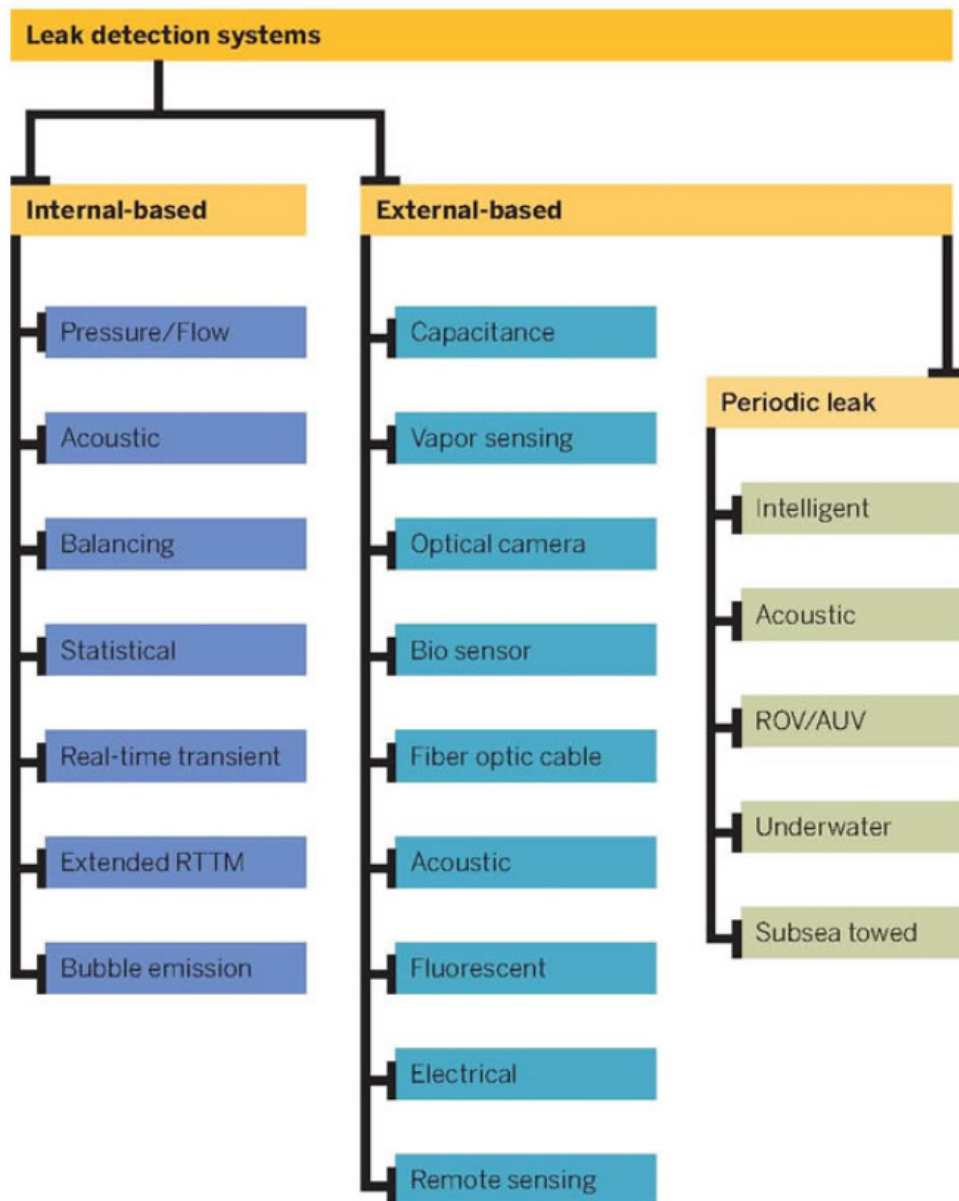 Leak detection systems
Internal-based
Pressure/Flow
Acoustic
Balancing
Statistical
Real-time transient
Extended RTTM
Bubble emission
External-based
Capacitance
Vapor sensing
Optical camera
Bio sensor
Fiber optic cable
Acoustic
Fluorescent
Electrical
Remote sensing
Periodic leak
Intelligent
Acoustic
ROV/AUV
Underwater
Subsea towed